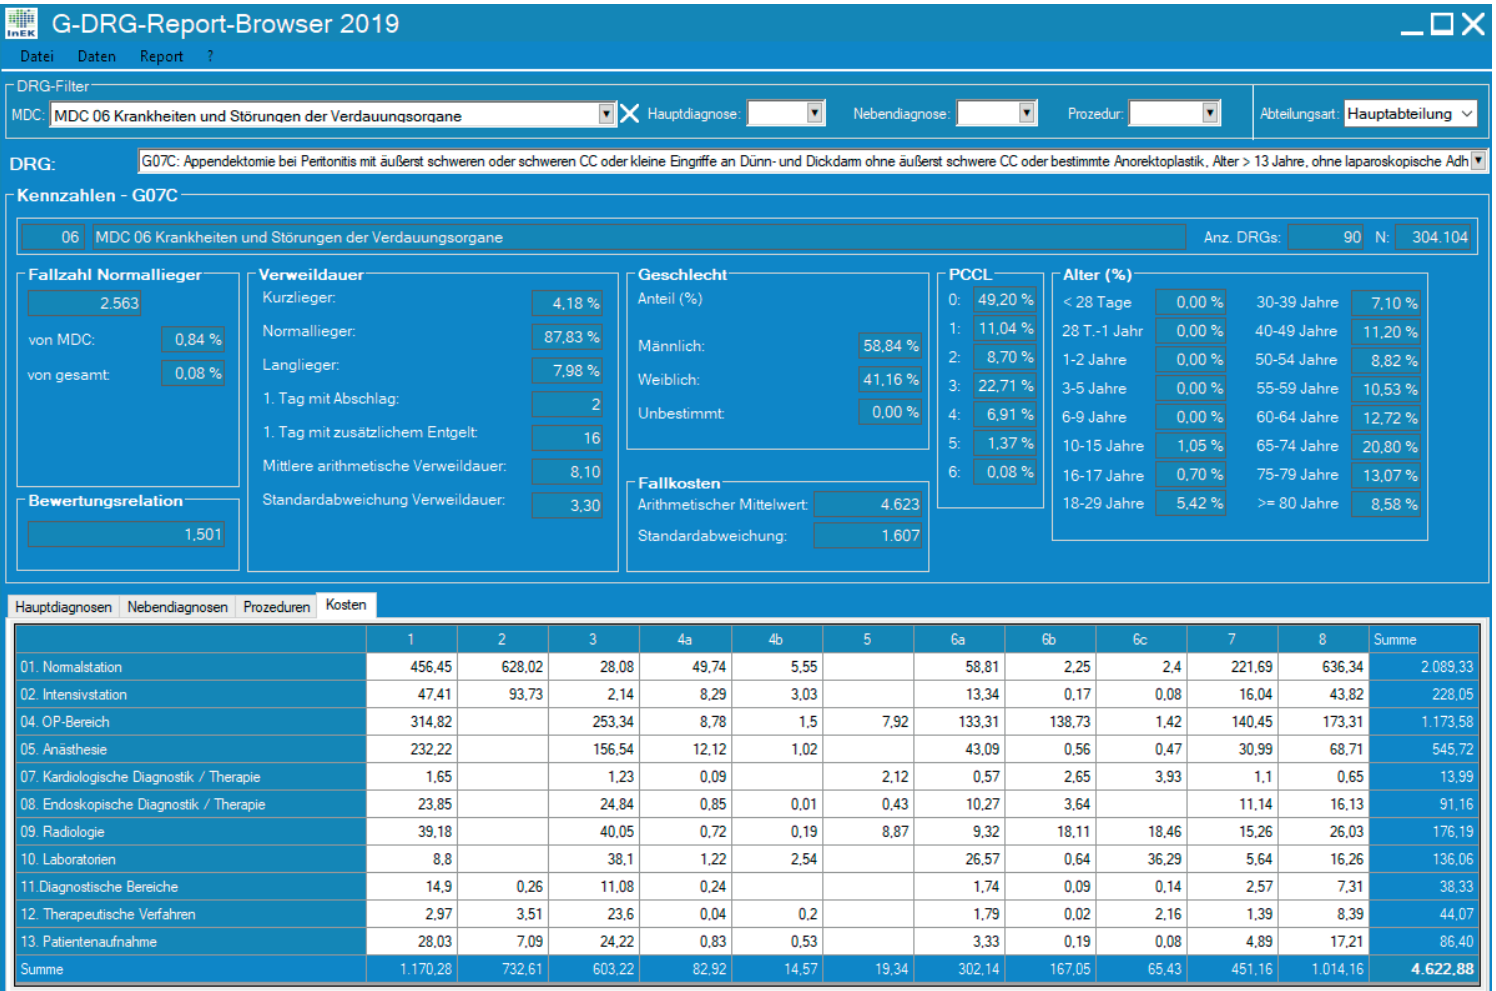 InEK G-DRG-Report-Browser 2019
Datei Daten Report ?
DRG-Filter
MDC: MDC 06 Krankheiten und Störungen der Verdauungsorgane Hauptdiagnose: Nebendiagnose: Prozedur: Abteilungsart: Hauptabteilung
DRG: G07C: Appendektomie bei Peritonitis mit äußerst schweren oder schweren CC oder kleine Eingriffe an Dünn- und Dickdarm ohne äußerst schwere CC oder bestimmte Anorektoplastik, Alter > 13 Jahre, ohne laparoskopische Adh
Kennzahlen - G07C
06 MDC 06 Krankheiten und Störungen der Verdauungsorgane Anz. DRGs: 90 N: 304.104
Fallzahl Normallieger
2.563
von MDC: 0,84 %
von gesamt: 0,08 %
Bewertungsrelation
1,501
Verweildauer
Kurzlieger: 4,18 %
Normallieger: 87,83 %
Langlieger: 7,98 %
1. Tag mit Abschlag: 2
1. Tag mit zusätzlichem Entgelt: 16
Mittlere arithmetische Verweildauer: 8,10
Standardabweichung Verweildauer: 3,30
Geschlecht
Anteil (%)
Männlich: 58,84 %
Weiblich: 41,16 %
Unbestimmt: 0,00 %
Fallkosten
Arithmetischer Mittelwert: 4.623
Standardabweichung: 1.607
PCCL
0: 49,20 %
1: 11,04 %
2: 8,70 %
3: 22,71 %
4: 6,91 %
5: 1,37 %
6: 0,08 %
Alter (%)
< 28 Tage 0,00 % 30-39 Jahre 7,10 %
28 T.-1 Jahr 0,00 % 40-49 Jahre 11,20 %
1-2 Jahre 0,00 % 50-54 Jahre 8,82 %
3-5 Jahre 0,00 % 55-59 Jahre 10,53 %
6-9 Jahre 0,00 % 60-64 Jahre 12,72 %
10-15 Jahre 1,05 % 65-74 Jahre 20,80 %
16-17 Jahre 0,70 % 75-79 Jahre 13,07 %
18-29 Jahre 5,42 % >= 80 Jahre 8,58 %
Hauptdiagnosen Nebendiagnosen Prozeduren Kosten
1 2 3 4a 4b 5 6a 6b 6c 7 8 Summe
01. Normalstation 456,45 628,02 28,08 49,74 5,55 58,81 2,25 2,4 221,69 636,34 2.089,33
02. Intensivstation 47,41 93,73 2,14 8,29 3,03 13,34 0,17 0,08 16,04 43,82 228,05
04. OP-Bereich 314,82 253,34 8,78 1,5 7,92 133,31 138,73 1,42 140,45 173,31 1.173,58
05. Anästhesie 232,22 156,54 12,12 1,02 43,09 0,56 0,47 30,99 68,71 545,72
07. Kardiologische Diagnostik / Therapie 1,65 1,23 0,09 2,12 0,57 2,65 3,93 1,1 0,65 13,99
08. Endoskopische Diagnostik / Therapie 23,85 24,84 0,85 0,01 0,43 10,27 3,64 11,14 16,13 91,16
09. Radiologie 39,18 40,05 0,72 0,19 8,87 9,32 18,11 18,46 15,26 26,03 176,19
10. Laboratorien 8,8 38,1 1,22 2,54 26,57 0,64 36,29 5,64 16,26 136,06
11.Diagnostische Bereiche 14,9 0,26 11,08 0,24 1,74 0,09 0,14 2,57 7,31 38,33
12. Therapeutische Verfahren 2,97 3,51 23,6 0,04 0,2 1,79 0,02 2,16 1,39 8,39 44,07
13. Patientenaufnahme 28,03 7,09 24,22 0,83 0,53 3,33 0,19 0,08 4,89 17,21 86,40
Summe 1.170,28 732,61 603,22 82,92 14,57 19,34 302,14 167,05 65,43 451,16 1.014,16 4.622,88